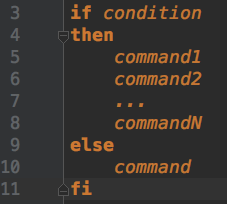 3 if condition
4 then
5 command1
6 command2
7 ...
8 commandN
9 else
10 command
11 fi